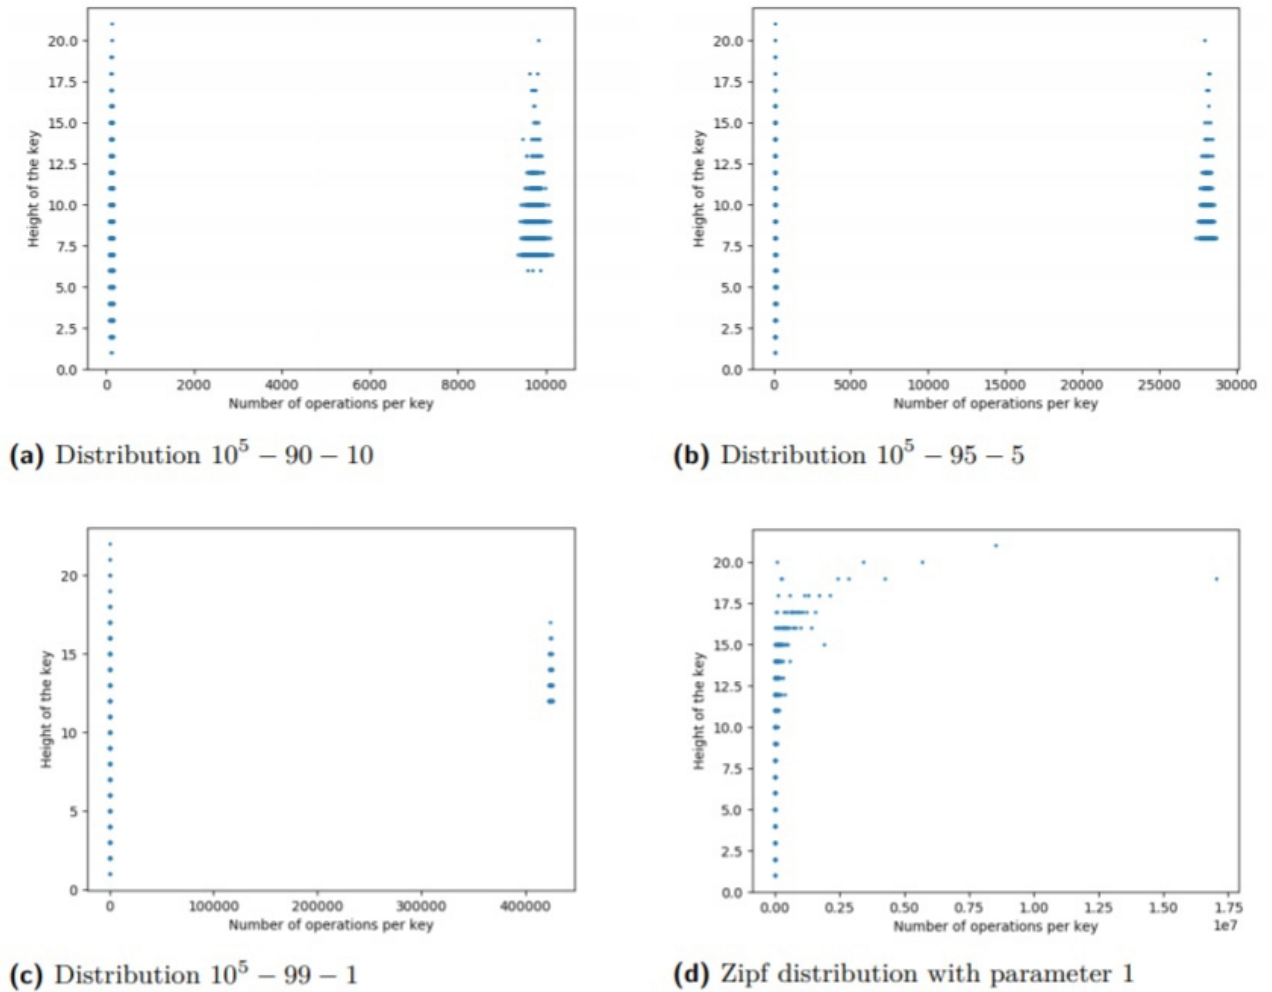 20.0
17.5
15.0
12.5
10.0
7.5
5.0
2.5
0.0
Height of the key
0 2000 4000 6000 8000 10000
Number of operations per key
(a) Distribution 10⁵ − 90 − 10
20.0
17.5
15.0
12.5
10.0
7.5
5.0
2.5
0.0
Height of the key
0 5000 10000 15000 20000 25000 30000
Number of operations per key
(b) Distribution 10⁵ − 95 − 5
20
15
10
5
0
Height of the key
0 100000 200000 300000 400000
Number of operations per key
(c) Distribution 10⁵ − 99 − 1
20.0
17.5
15.0
12.5
10.0
7.5
5.0
2.5
0.0
Height of the key
0.00 0.25 0.50 0.75 1.00 1.25 1.50 1.75
1e7
Number of operations per key
(d) Zipf distribution with parameter 1